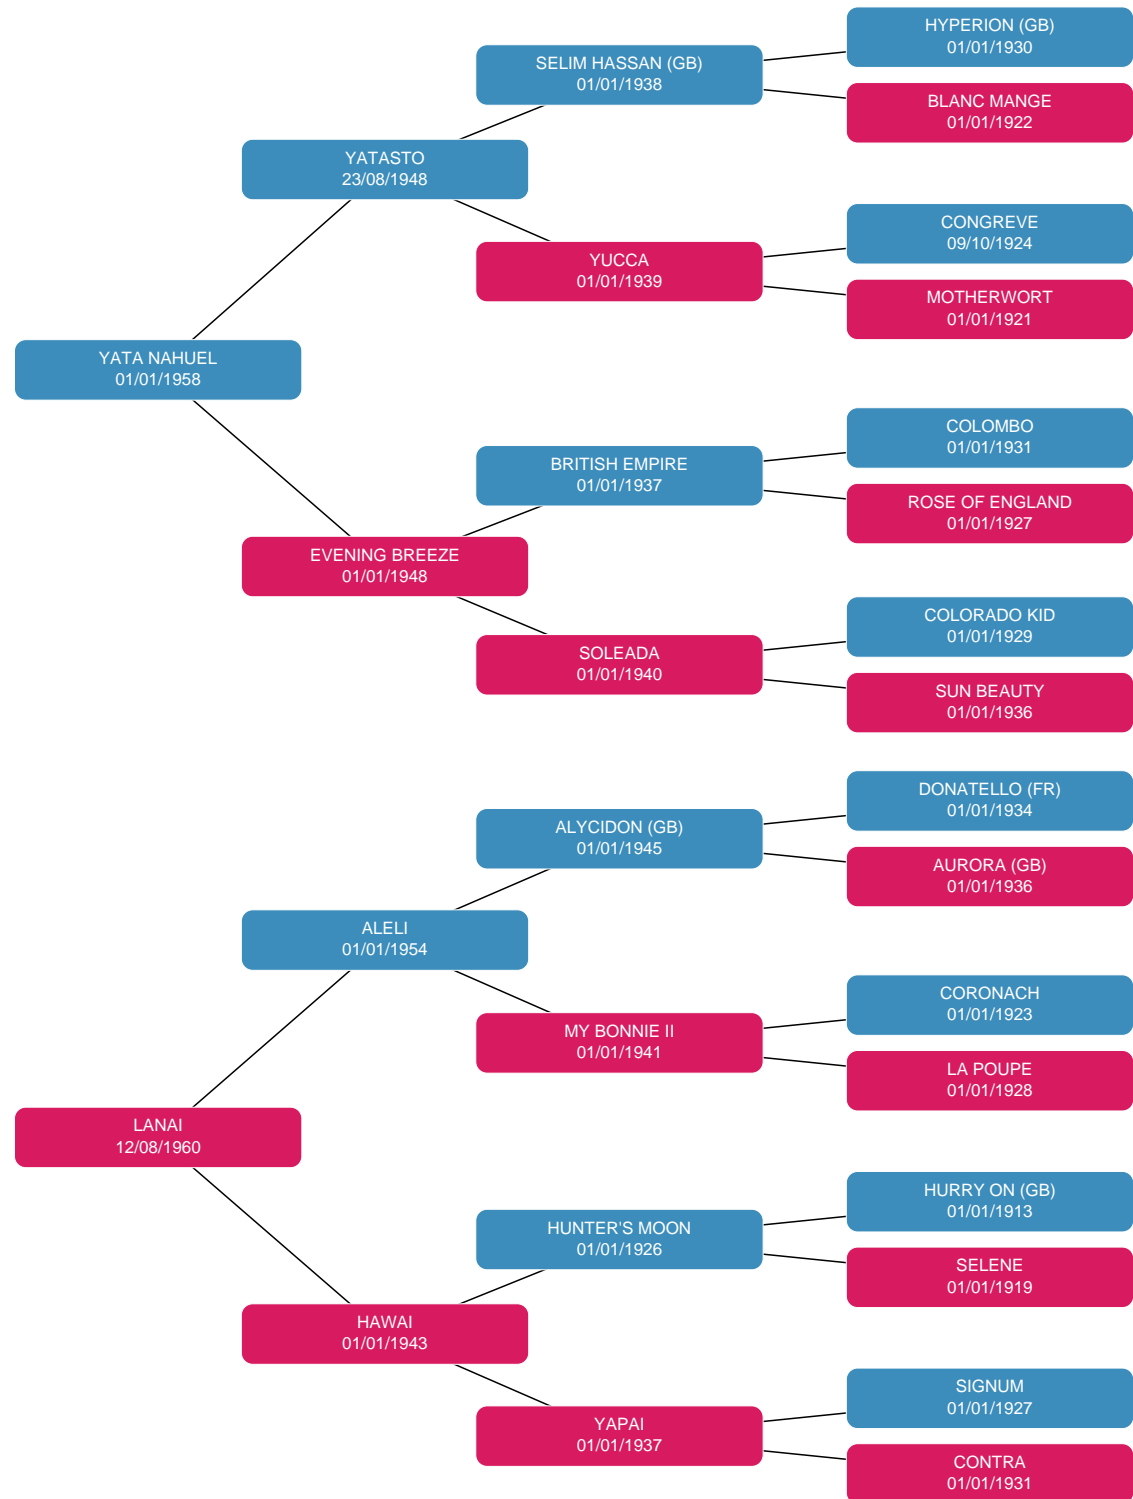 HYPERION (GB)
01/01/1930
SELIM HASSAN (GB)
01/01/1938
BLANC MANGE
01/01/1922
YATASTO
23/08/1948
CONGREVE
09/10/1924
YUCCA
01/01/1939
MOTHERWORT
01/01/1921
YATA NAHUEL
01/01/1958
COLOMBO
01/01/1931
BRITISH EMPIRE
01/01/1937
ROSE OF ENGLAND
01/01/1927
EVENING BREEZE
01/01/1948
COLORADO KID
01/01/1929
SOLEADA
01/01/1940
SUN BEAUTY
01/01/1936
DONATELLO (FR)
01/01/1934
ALYCIDON (GB)
01/01/1945
AURORA (GB)
01/01/1936
ALELI
01/01/1954
CORONACH
01/01/1923
MY BONNIE II
01/01/1941
LA POUPE
01/01/1928
LANAI
12/08/1960
HURRY ON (GB)
01/01/1913
HUNTER'S MOON
01/01/1926
SELENE
01/01/1919
HAWAI
01/01/1943
SIGNUM
01/01/1927
YAPAI
01/01/1937
CONTRA
01/01/1931